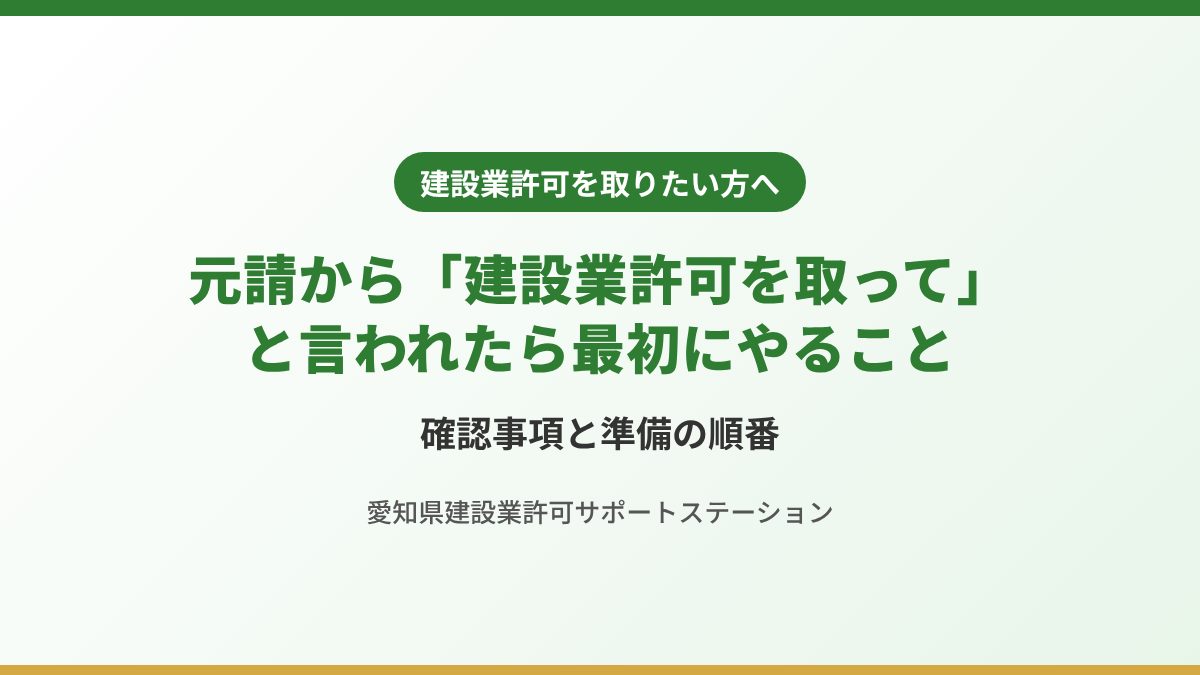 建設業許可を取りたい方へ
元請から「建設業許可を取って」
と言われたら最初にやること
確認事項と準備の順番
愛知県建設業許可サポートステーション